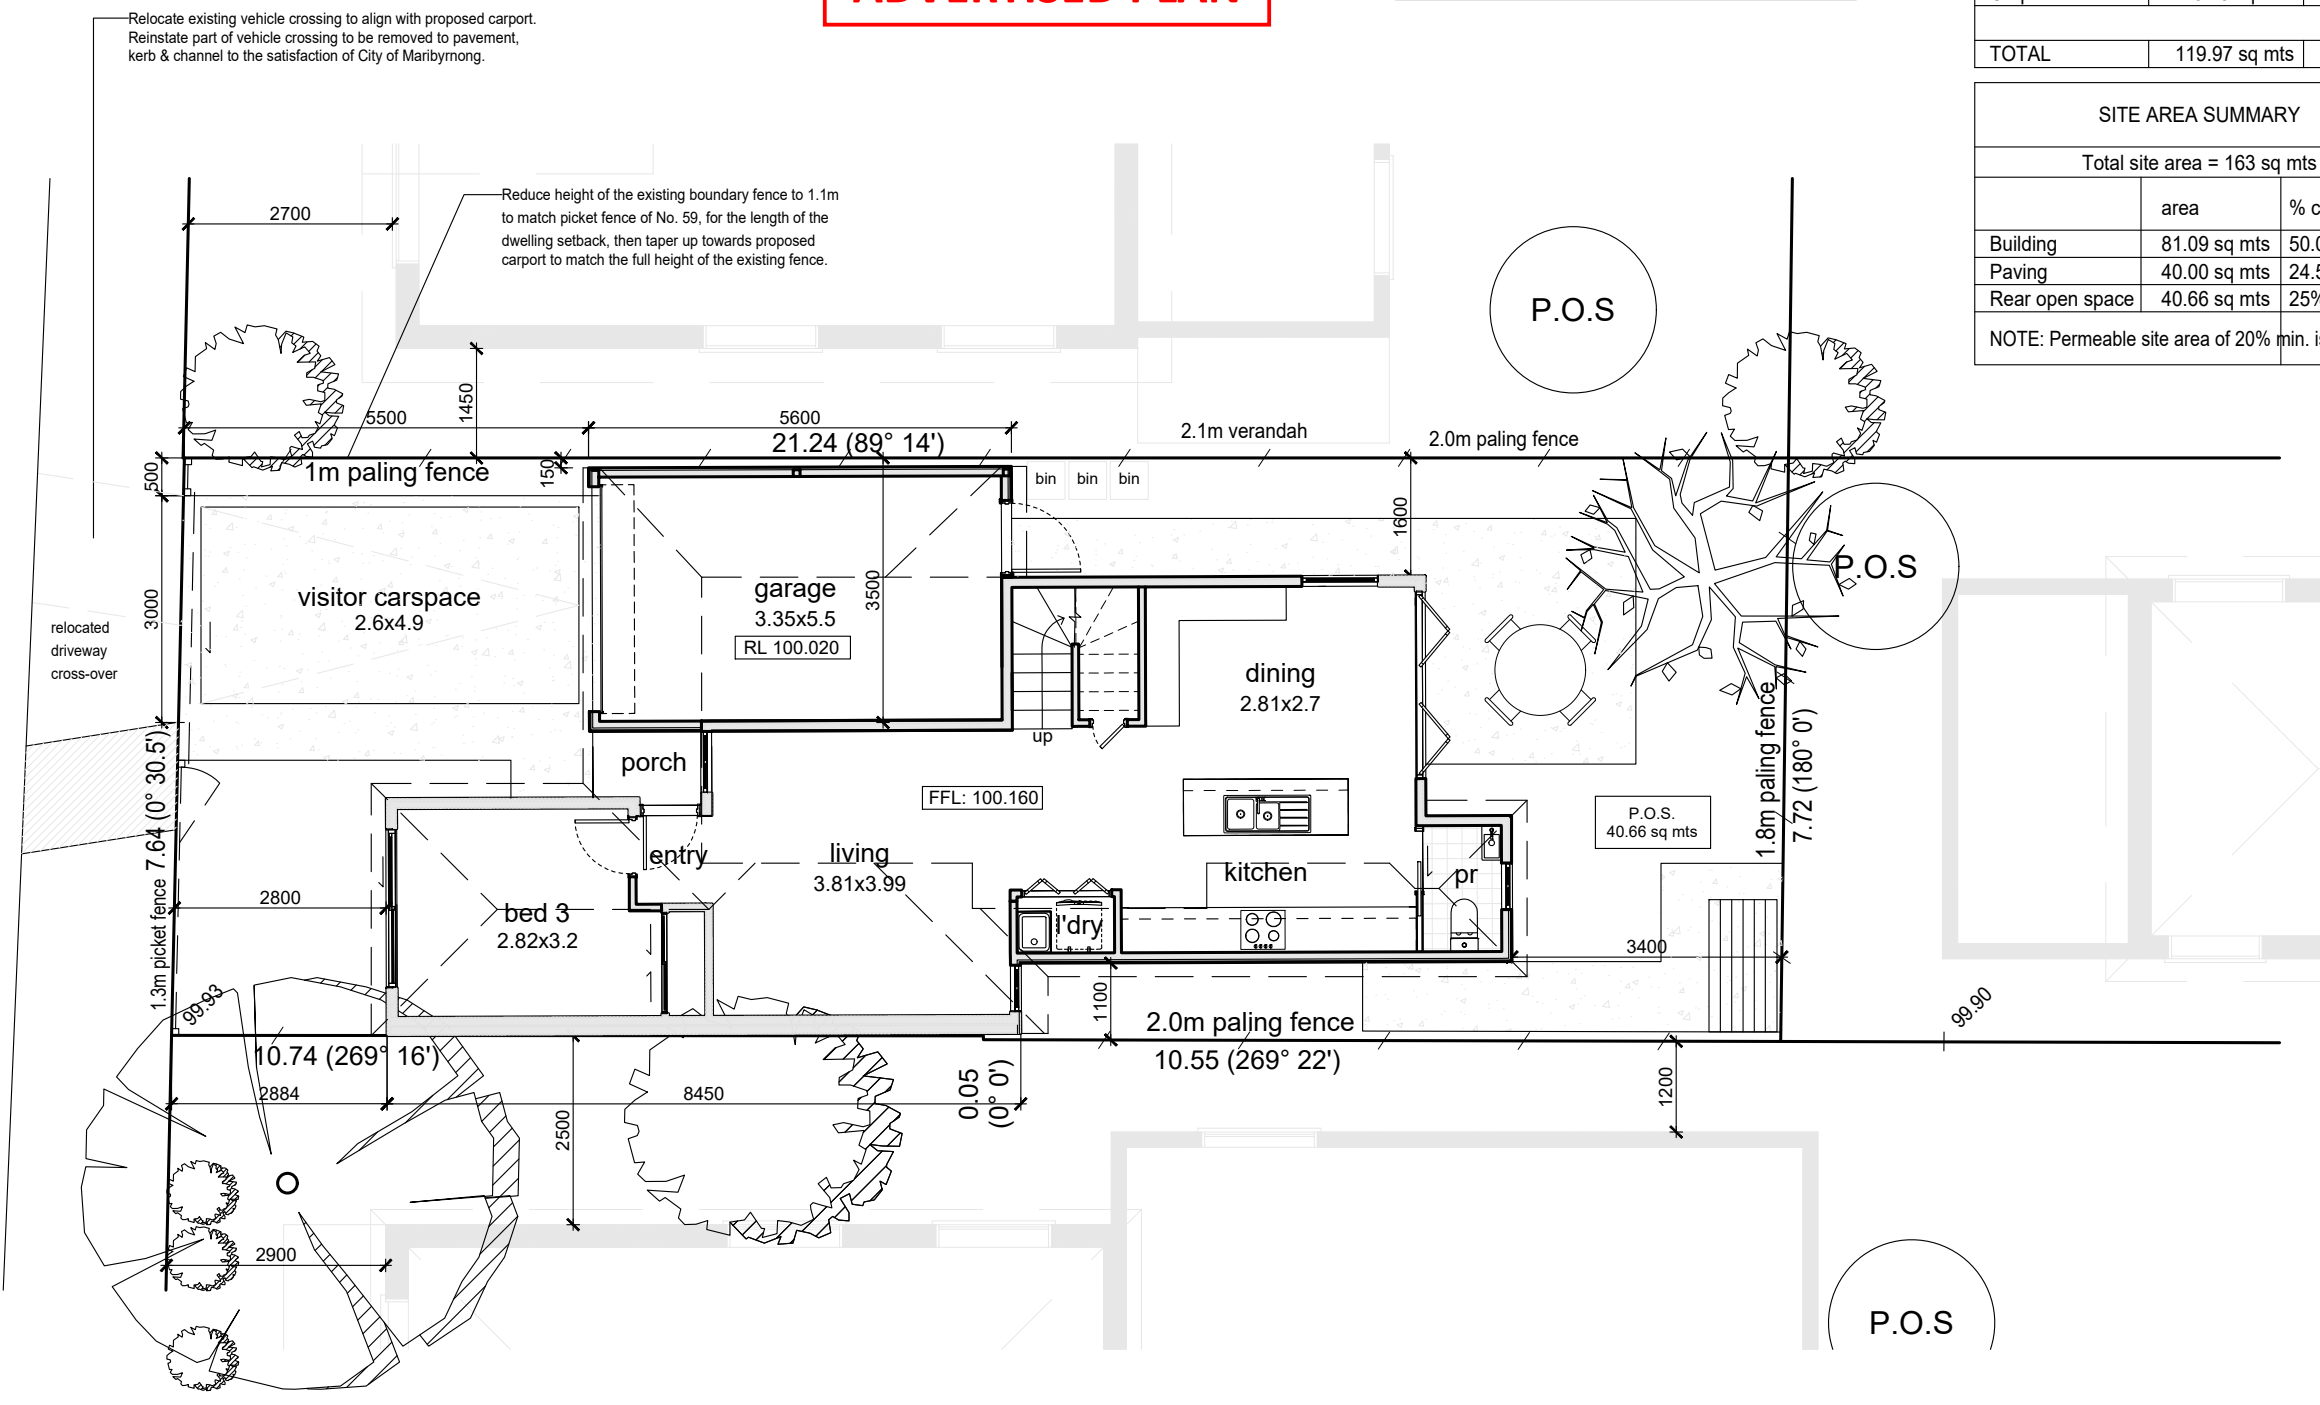 Relocate existing vehicle crossing to align with proposed carport.
Reinstate part of vehicle crossing to be removed to pavement,
kerb & channel to the satisfaction of City of Maribyrnong.
ADVERTISED PLAN
TOTAL 119.97 sq mts
SITE AREA SUMMARY
Total site area = 163 sq mts
area % c
Building 81.09 sq mts 50.0
Paving 40.00 sq mts 24.5
Rear open space 40.66 sq mts 25%
NOTE: Permeable site area of 20% min. is
2700
Reduce height of the existing boundary fence to 1.1m
to match picket fence of No. 59, for the length of the
dwelling setback, then taper up towards proposed
carport to match the full height of the existing fence.
P.O.S
1450
5500
5600
21.24 (89° 14')
2.1m verandah
2.0m paling fence
500
1m paling fence
150
bin
bin
bin
1600
3000
visitor carspace
2.6x4.9
garage
3.35x5.5
RL 100.020
3500
P.O.S
relocated
driveway
cross-over
dining
2.81x2.7
up
porch
7.64 (0° 30.5')
1.3m picket fence
FFL: 100.160
P.O.S.
40.66 sq mts
1.8m paling fence
7.72 (180° 0')
entry
living
3.81x3.99
kitchen
pr
2800
bed 3
2.82x3.2
l'dry
3400
99.93
1100
99.90
2.0m paling fence
10.74 (269° 16')
10.55 (269° 22')
2884
8450
0.05
(0° 0')
2500
1200
2900
P.O.S